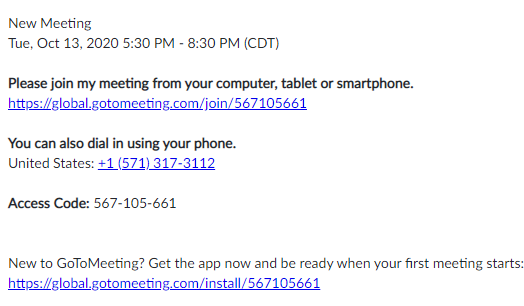 New Meeting
Tue, Oct 13, 2020 5:30 PM - 8:30 PM (CDT)
Please join my meeting from your computer, tablet or smartphone.
https://global.gotomeeting.com/join/567105661
You can also dial in using your phone.
United States: +1 (571) 317-3112
Access Code: 567-105-661
New to GoToMeeting? Get the app now and be ready when your first meeting starts:
https://global.gotomeeting.com/install/567105661